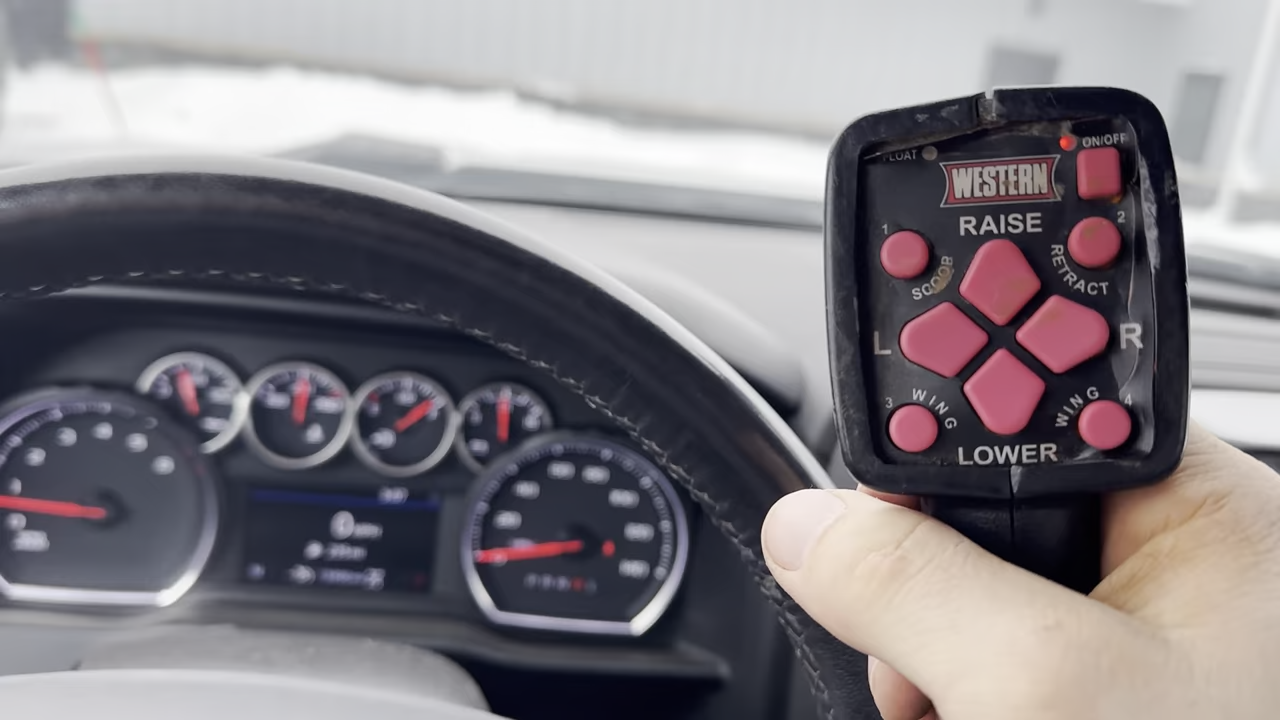 FLOAT
ON/OFF
WESTERN
RAISE
1
2
SCOOP
RETRACT
L
R
3
WING
WING
4
LOWER